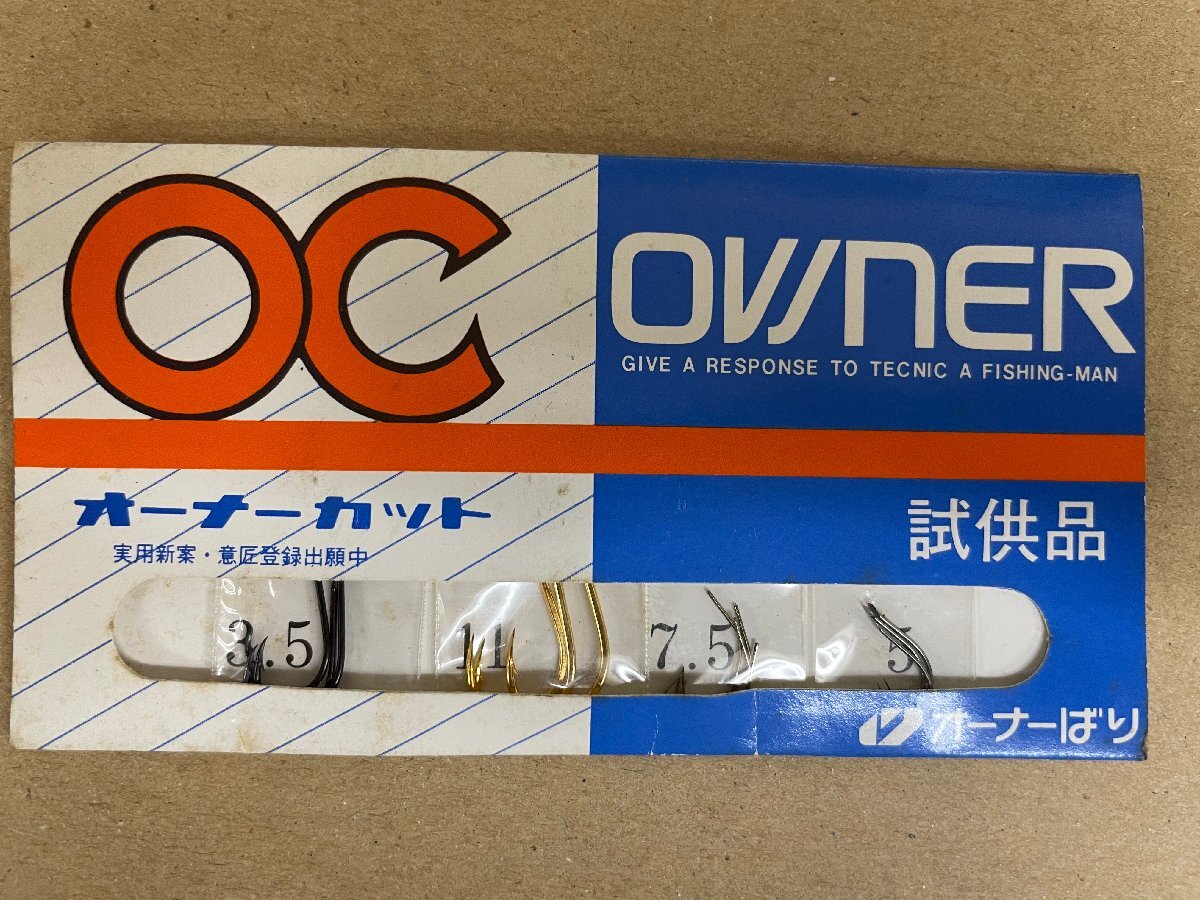 OC
OWNER
GIVE A RESPONSE TO TECNIC A FISHING-MAN
オーナーカット
実用新案・意匠登録出願中
試供品
3.5
11
7.5
5
オーナーばり